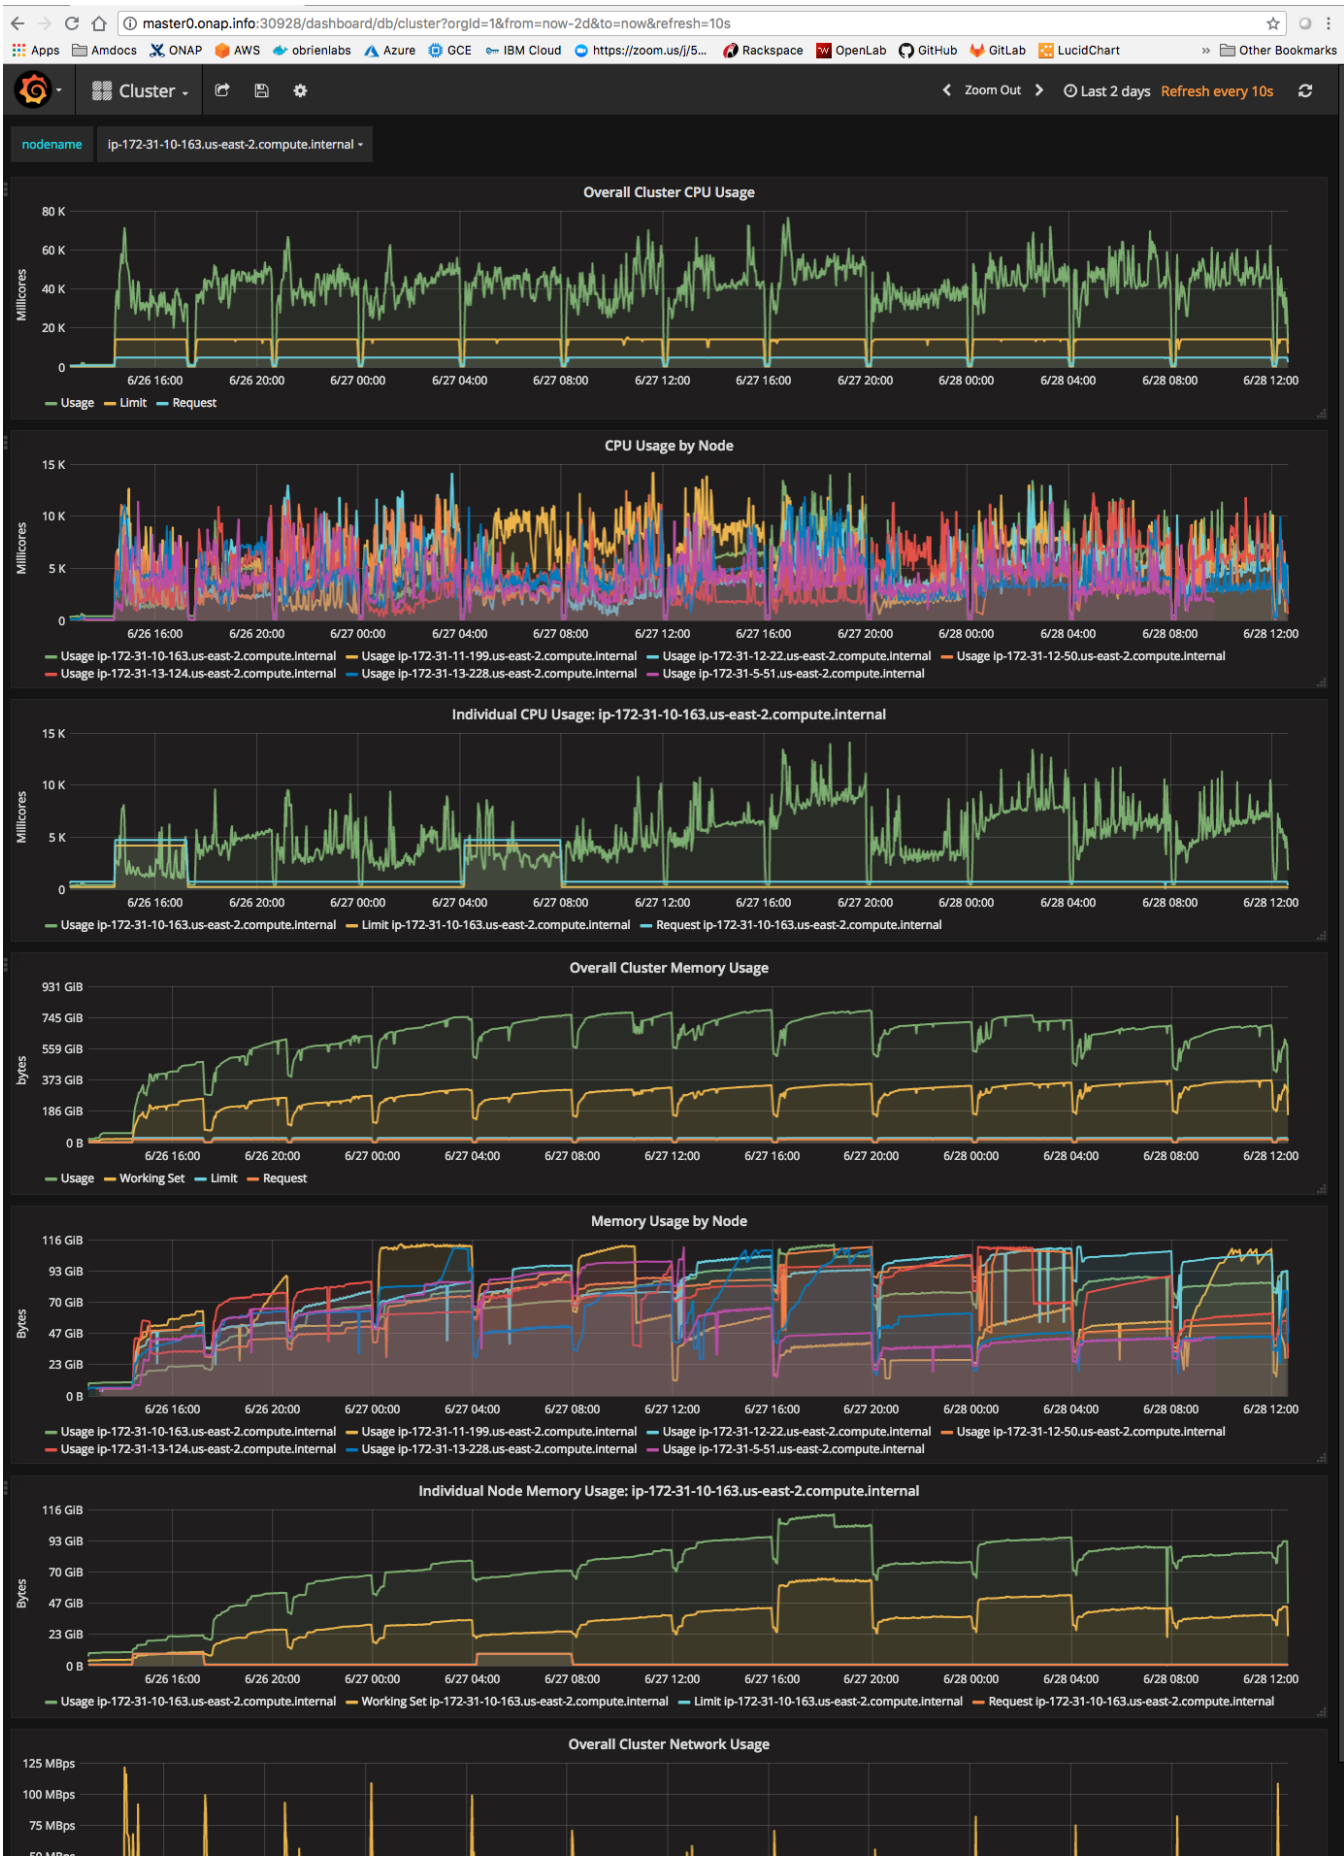 master0.onap.info:30928/dashboard/db/cluster?orgId=1&from=now-2d&to=now&refresh=10s
Apps Amdocs ONAP AWS obrienlabs Azure GCE IBM Cloud https://zoom.us/j/5... Rackspace OpenLab GitHub GitLab LucidChart » Other Bookmarks
Cluster Zoom Out Last 2 days Refresh every 10s
nodename ip-172-31-10-163.us-east-2.compute.internal
Overall Cluster CPU Usage
80 K
60 K
40 K
20 K
0
Millicores
6/26 16:00 6/26 20:00 6/27 00:00 6/27 04:00 6/27 08:00 6/27 12:00 6/27 16:00 6/27 20:00 6/28 00:00 6/28 04:00 6/28 08:00 6/28 12:00
Usage Limit Request
CPU Usage by Node
15 K
10 K
5 K
0
Millicores
6/26 16:00 6/26 20:00 6/27 00:00 6/27 04:00 6/27 08:00 6/27 12:00 6/27 16:00 6/27 20:00 6/28 00:00 6/28 04:00 6/28 08:00 6/28 12:00
Usage ip-172-31-10-163.us-east-2.compute.internal Usage ip-172-31-11-199.us-east-2.compute.internal Usage ip-172-31-12-22.us-east-2.compute.internal Usage ip-172-31-12-50.us-east-2.compute.internal
Usage ip-172-31-13-124.us-east-2.compute.internal Usage ip-172-31-13-228.us-east-2.compute.internal Usage ip-172-31-5-51.us-east-2.compute.internal
Individual CPU Usage: ip-172-31-10-163.us-east-2.compute.internal
15 K
10 K
5 K
0
Millicores
6/26 16:00 6/26 20:00 6/27 00:00 6/27 04:00 6/27 08:00 6/27 12:00 6/27 16:00 6/27 20:00 6/28 00:00 6/28 04:00 6/28 08:00 6/28 12:00
Usage ip-172-31-10-163.us-east-2.compute.internal Limit ip-172-31-10-163.us-east-2.compute.internal Request ip-172-31-10-163.us-east-2.compute.internal
Overall Cluster Memory Usage
931 GiB
745 GiB
559 GiB
373 GiB
186 GiB
0 B
bytes
6/26 16:00 6/26 20:00 6/27 00:00 6/27 04:00 6/27 08:00 6/27 12:00 6/27 16:00 6/27 20:00 6/28 00:00 6/28 04:00 6/28 08:00 6/28 12:00
Usage Working Set Limit Request
Memory Usage by Node
116 GiB
93 GiB
70 GiB
47 GiB
23 GiB
0 B
Bytes
6/26 16:00 6/26 20:00 6/27 00:00 6/27 04:00 6/27 08:00 6/27 12:00 6/27 16:00 6/27 20:00 6/28 00:00 6/28 04:00 6/28 08:00 6/28 12:00
Usage ip-172-31-10-163.us-east-2.compute.internal Usage ip-172-31-11-199.us-east-2.compute.internal Usage ip-172-31-12-22.us-east-2.compute.internal Usage ip-172-31-12-50.us-east-2.compute.internal
Usage ip-172-31-13-124.us-east-2.compute.internal Usage ip-172-31-13-228.us-east-2.compute.internal Usage ip-172-31-5-51.us-east-2.compute.internal
Individual Node Memory Usage: ip-172-31-10-163.us-east-2.compute.internal
116 GiB
93 GiB
70 GiB
47 GiB
23 GiB
0 B
Bytes
6/26 16:00 6/26 20:00 6/27 00:00 6/27 04:00 6/27 08:00 6/27 12:00 6/27 16:00 6/27 20:00 6/28 00:00 6/28 04:00 6/28 08:00 6/28 12:00
Usage ip-172-31-10-163.us-east-2.compute.internal Working Set ip-172-31-10-163.us-east-2.compute.internal Limit ip-172-31-10-163.us-east-2.compute.internal Request ip-172-31-10-163.us-east-2.compute.internal
Overall Cluster Network Usage
125 MBps
100 MBps
75 MBps
50 MBps